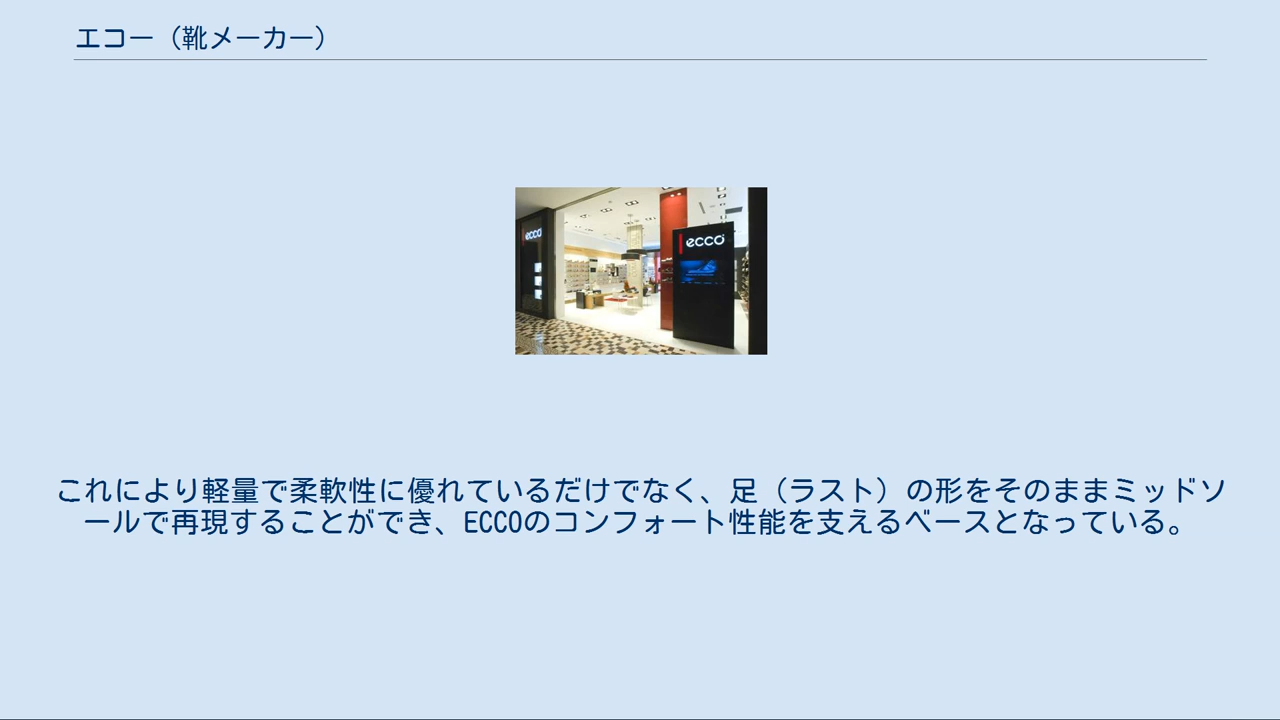 エコー（靴メーカー）
ecco
ecco
これにより軽量で柔軟性に優れているだけでなく、足（ラスト）の形をそのままミッドソ
ールで再現することができ、ECCOのコンフォート性能を支えるベースとなっている。